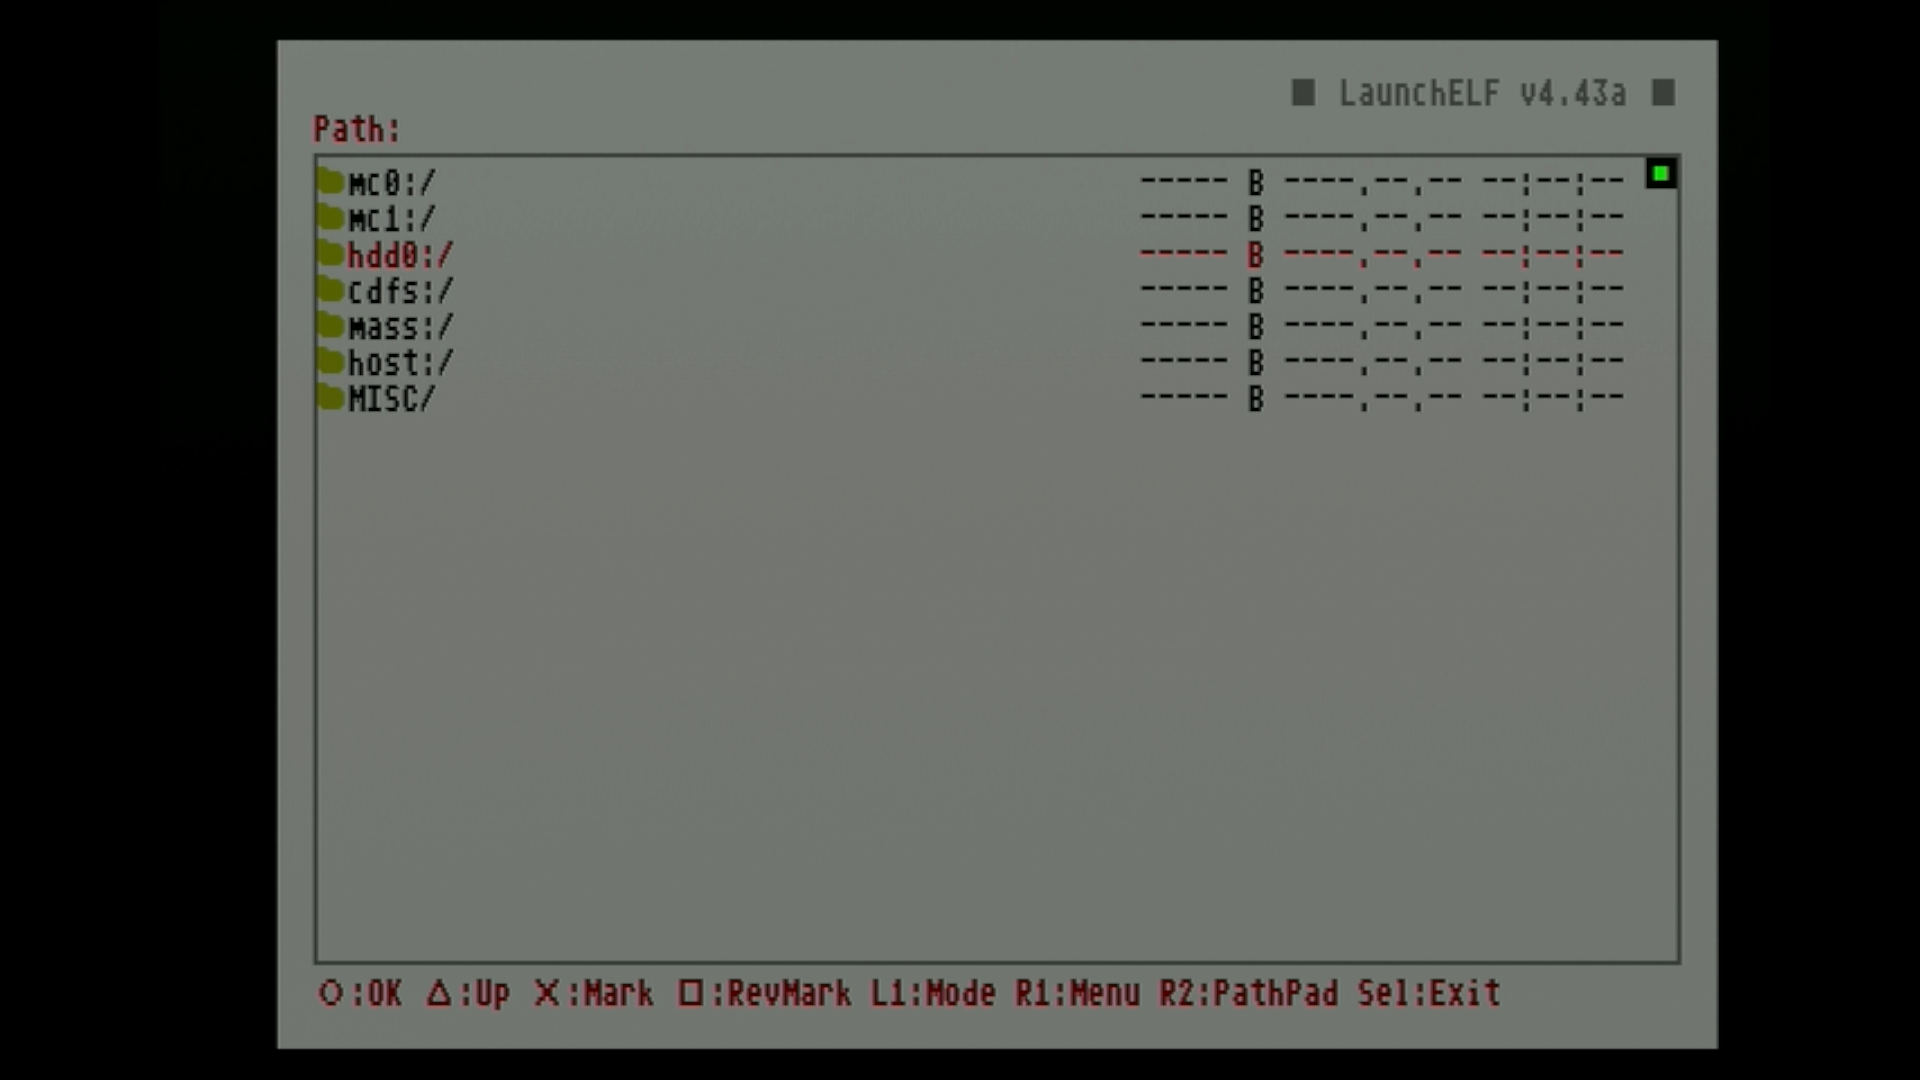 ■ LaunchELF v4.43a ■
Path:
mc0:/ ----- B ----.--.-- --:--:--
mc1:/ ----- B ----.--.-- --:--:--
hdd0:/ ----- B ----.--.-- --:--:--
cdfs:/ ----- B ----.--.-- --:--:--
mass:/ ----- B ----.--.-- --:--:--
host:/ ----- B ----.--.-- --:--:--
MISC/ ----- B ----.--.-- --:--:--
○:OK △:Up ✕:Mark □:RevMark L1:Mode R1:Menu R2:PathPad Sel:Exit